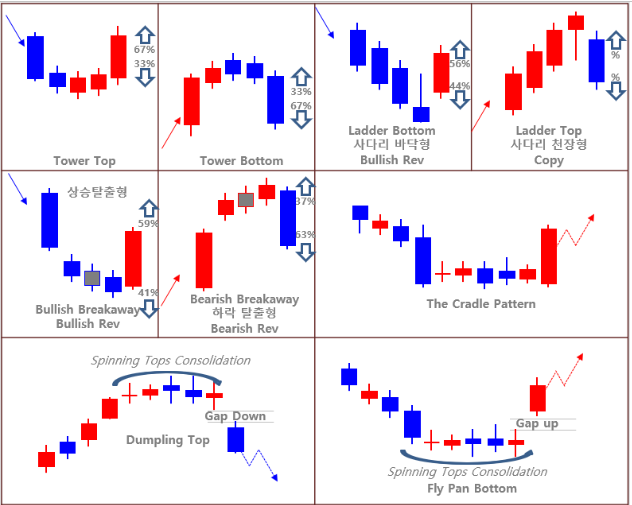 67%
33%
Tower Top
33%
67%
Tower Bottom
56%
44%
Ladder Bottom
사다리 바닥형
Bullish Rev
%
%
Ladder Top
사다리 천장형
Copy
상승탈출형
59%
41%
Bullish Breakaway
Bullish Rev
37%
63%
Bearish Breakaway
하락 탈출형
Bearish Rev
The Cradle Pattern
Spinning Tops Consolidation
Gap Down
Dumpling Top
Gap up
Spinning Tops Consolidation
Fly Pan Bottom